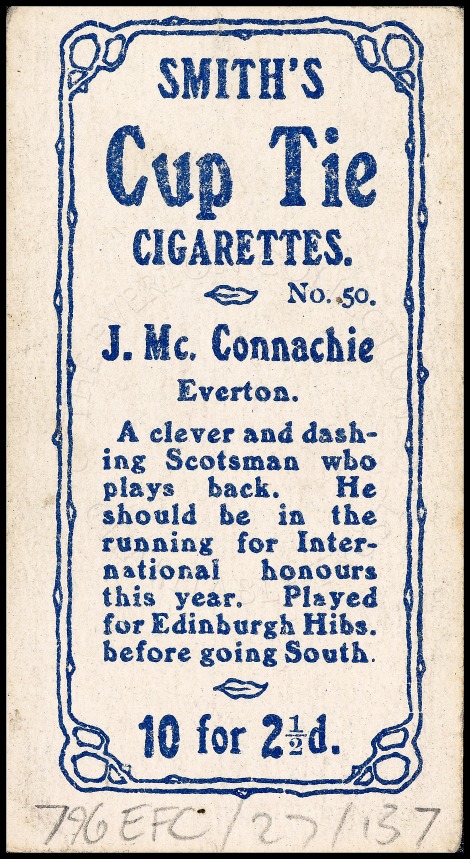 SMITH'S
Cup Tie
CIGARETTES.
No. 50.
J. Mc. Connachie
Everton.
A clever and dash-
ing Scotsman who
plays back. He
should be in the
running for Inter-
national honours
this year. Played
for Edinburgh Hibs.
before going South.
10 for 2½d.
796 EFC/27/137